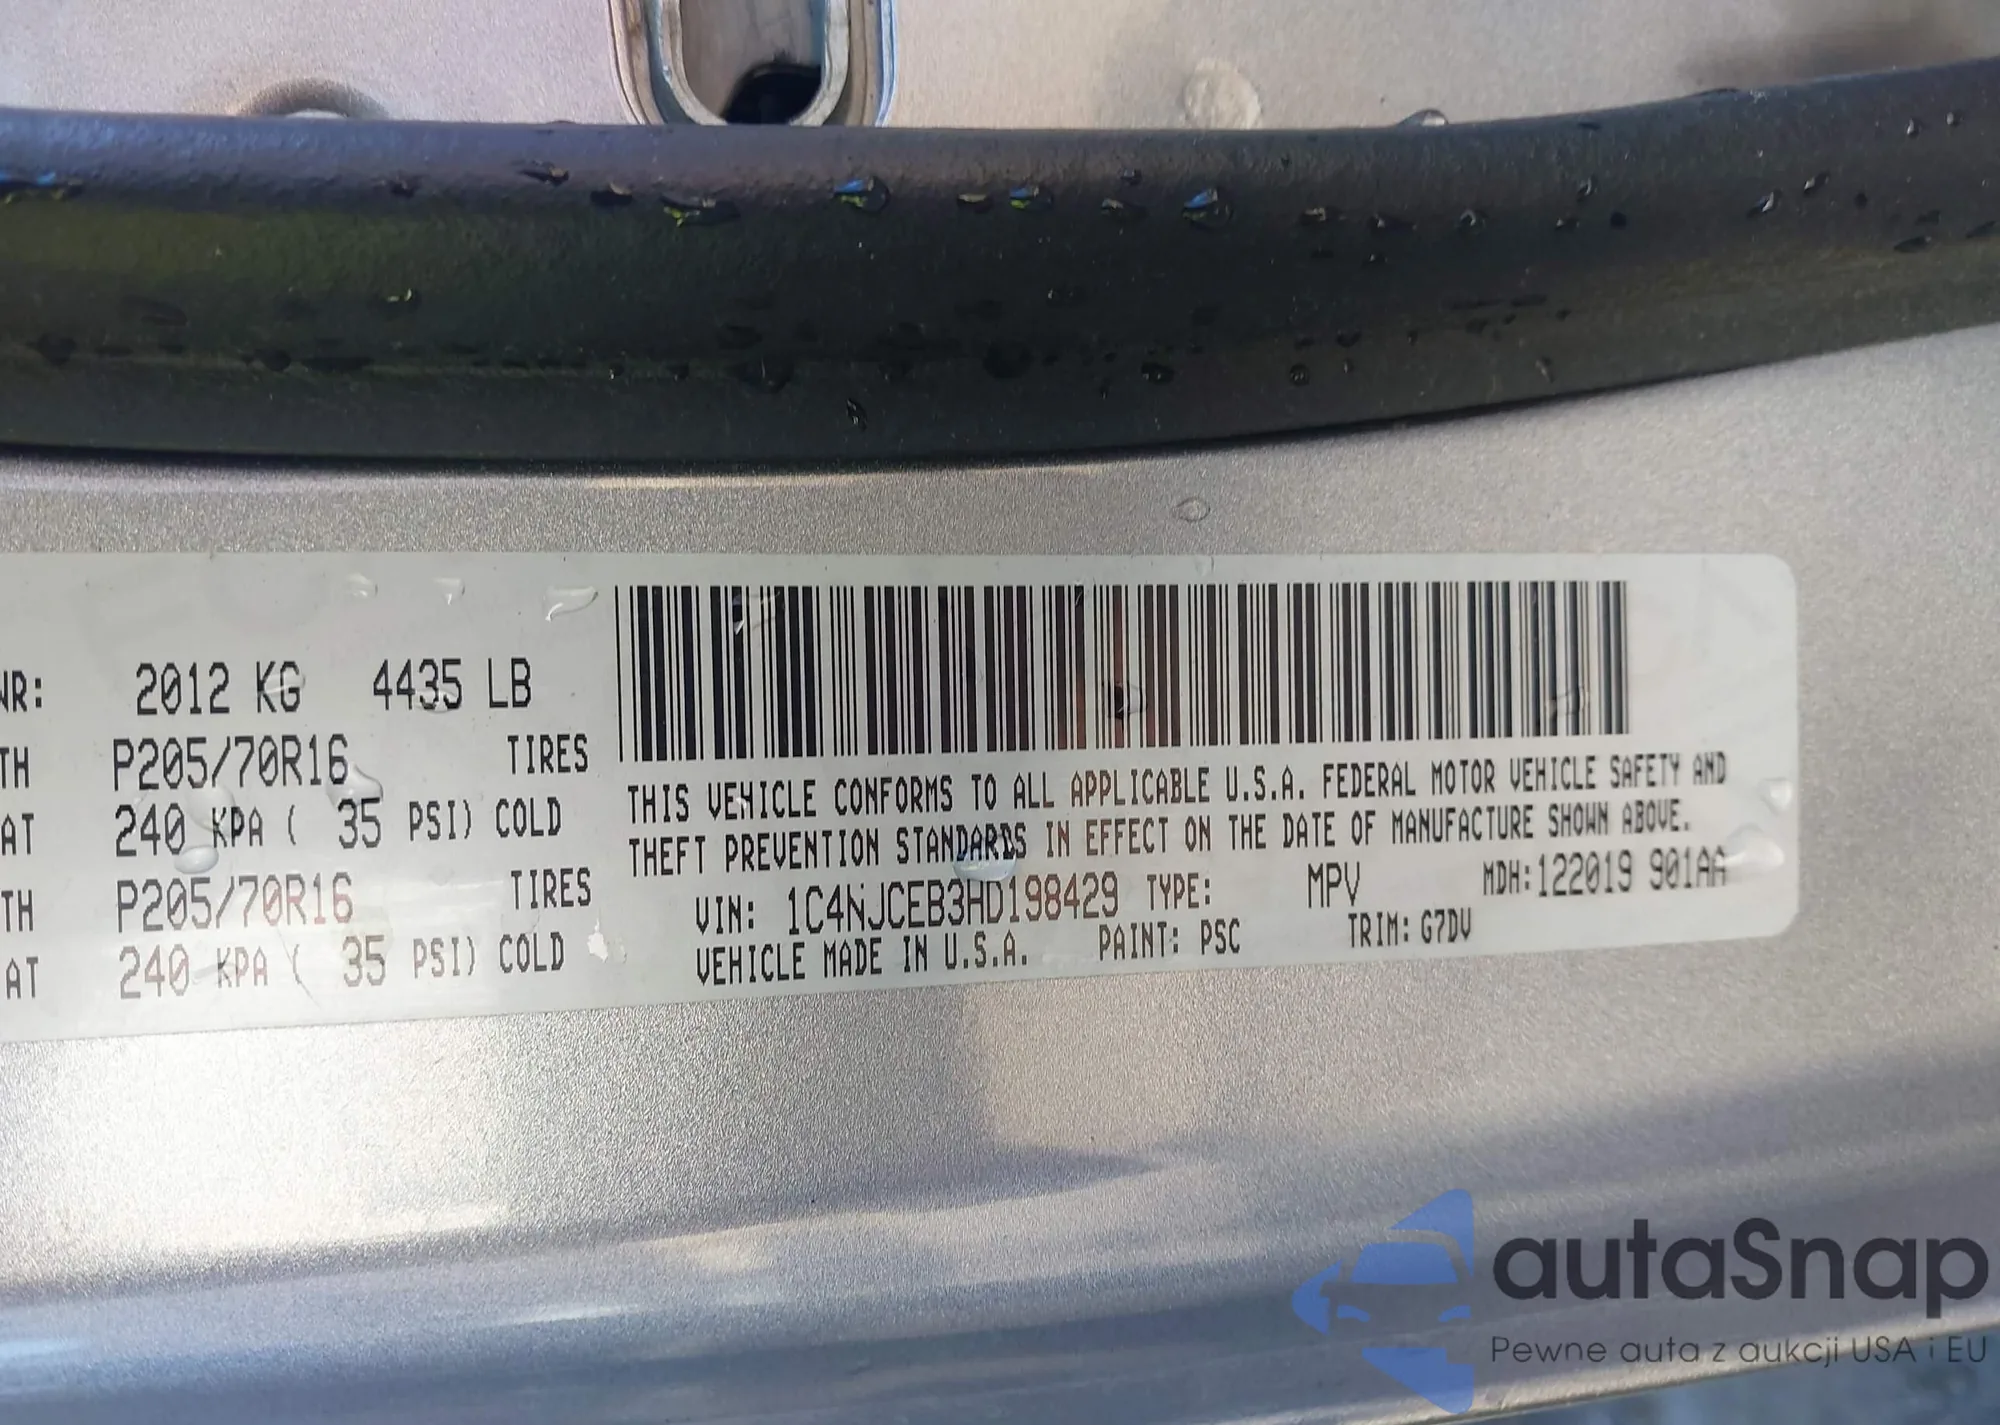 WR: 2012 KG 4435 LB
TH P205/70R16 TIRES
AT 240 KPA ( 35 PSI) COLD
TH P205/70R16 TIRES
AT 240 KPA ( 35 PSI) COLD
THIS VEHICLE CONFORMS TO ALL APPLICABLE U.S.A. FEDERAL MOTOR VEHICLE SAFETY AND
THEFT PREVENTION STANDARDS IN EFFECT ON THE DATE OF MANUFACTURE SHOWN ABOVE.
VIN: 1C4NJCEB3HD198429 TYPE: MPV MDH:122019 901AA
VEHICLE MADE IN U.S.A. PAINT: PSC TRIM: G7DV
autaSnap
Pewne auta z aukcji USA i EU